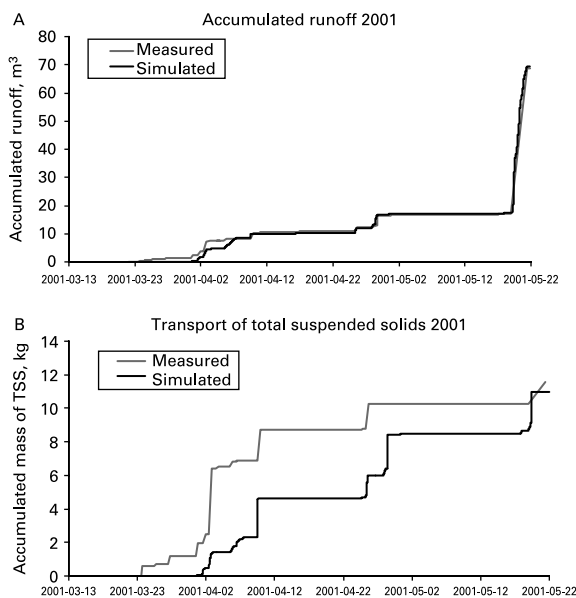 A
Accumulated runoff 2001
Accumulated runoff, m³
80
70
60
50
40
30
20
10
0
Measured
Simulated
2001-03-13 2001-03-23 2001-04-02 2001-04-12 2001-04-22 2001-05-02 2001-05-12 2001-05-22
B
Transport of total suspended solids 2001
Accumulated mass of TSS, kg
14
12
10
8
6
4
2
0
Measured
Simulated
2001-03-13 2001-03-23 2001-04-02 2001-04-12 2001-04-22 2001-05-02 2001-05-12 2001-05-22